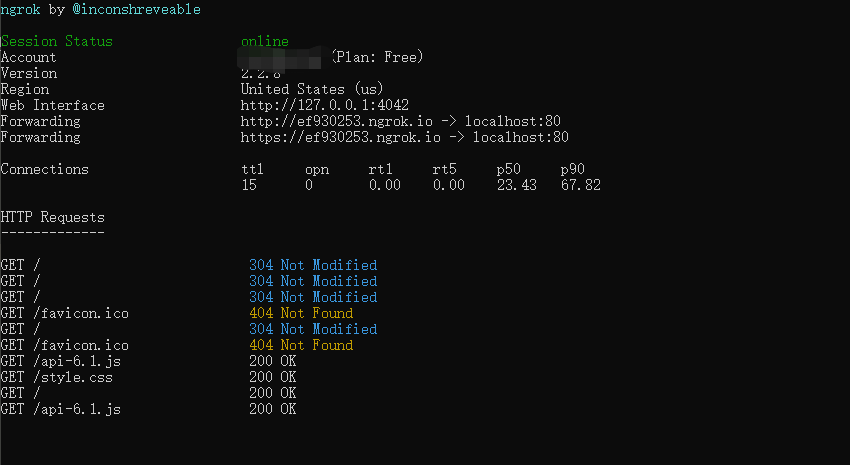 ngrok by @inconshreveable
Session Status online
Account (Plan: Free)
Version 2.2.8
Region United States (us)
Web Interface http://127.0.0.1:4042
Forwarding http://ef930253.ngrok.io -> localhost:80
Forwarding https://ef930253.ngrok.io -> localhost:80
Connections ttl opn rt1 rt5 p50 p90
15 0 0.00 0.00 23.43 67.82
HTTP Requests
-------------
GET / 304 Not Modified
GET / 304 Not Modified
GET / 304 Not Modified
GET /favicon.ico 404 Not Found
GET / 304 Not Modified
GET /favicon.ico 404 Not Found
GET /api-6.1.js 200 OK
GET /style.css 200 OK
GET / 200 OK
GET /api-6.1.js 200 OK